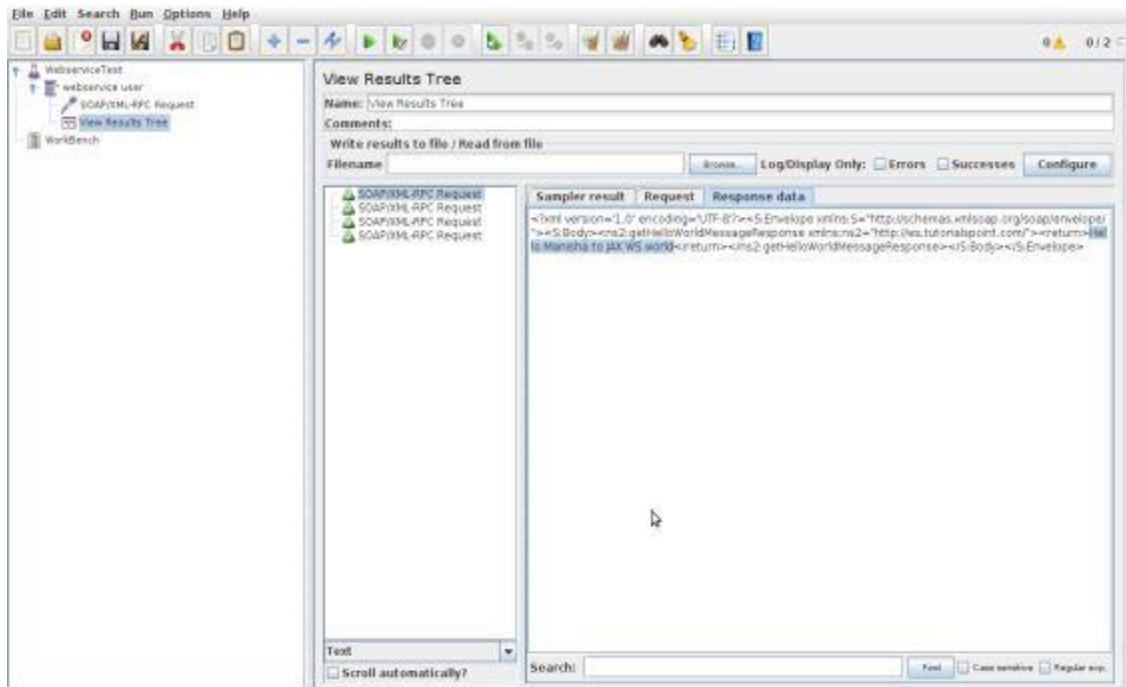 File Edit Search Run Options Help
0 0 / 2
WebserviceTest
webservice user
SOAP/XML-RPC Request
View Results Tree
WorkBench
View Results Tree
Name: View Results Tree
Comments:
Write results to file / Read from file
Filename Browse... Log/Display Only: Errors Successes Configure
SOAP/XML-RPC Request
SOAP/XML-RPC Request
SOAP/XML-RPC Request
SOAP/XML-RPC Request
Sampler result Request Response data
<?xml version='1.0' encoding='UTF-8'?><S:Envelope xmlns:S="http://schemas.xmlsoap.org/soap/envelope/
"><S:Body><ns2:getHelloWorldMessageResponse xmlns:ns2="http://ws.tutorialspoint.com/"><return>Hel
lo Manisha to JAX WS world</return></ns2:getHelloWorldMessageResponse></S:Body></S:Envelope>
Text
Scroll automatically?
Search: Find Case sensitive Regular exp.